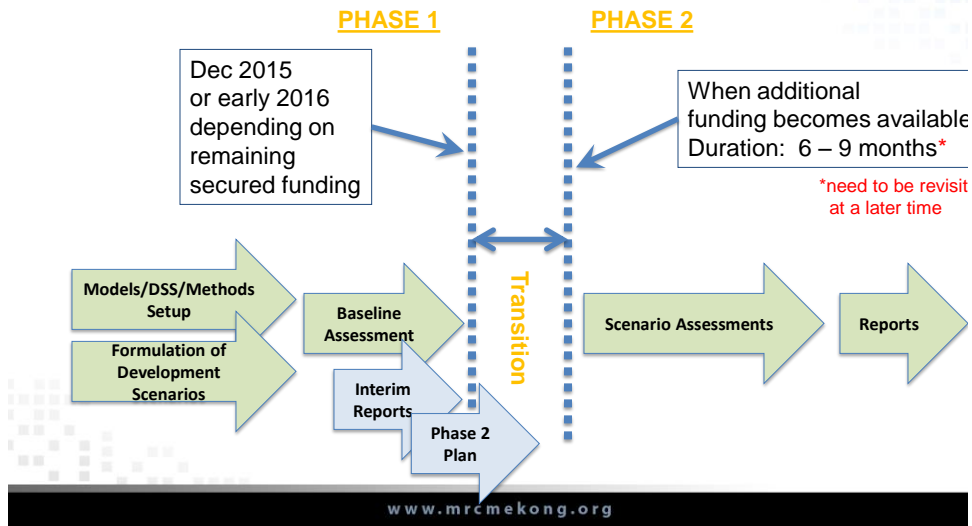 PHASE 1
PHASE 2
Dec 2015
or early 2016
depending on
remaining
secured funding
When additional
funding becomes available
Duration: 6 – 9 months*
*need to be revisit
at a later time
Transition
Models/DSS/Methods
Setup
Formulation of
Development
Scenarios
Baseline
Assessment
Interim
Reports
Phase 2
Plan
Scenario Assessments
Reports
www.mrcmekong.org